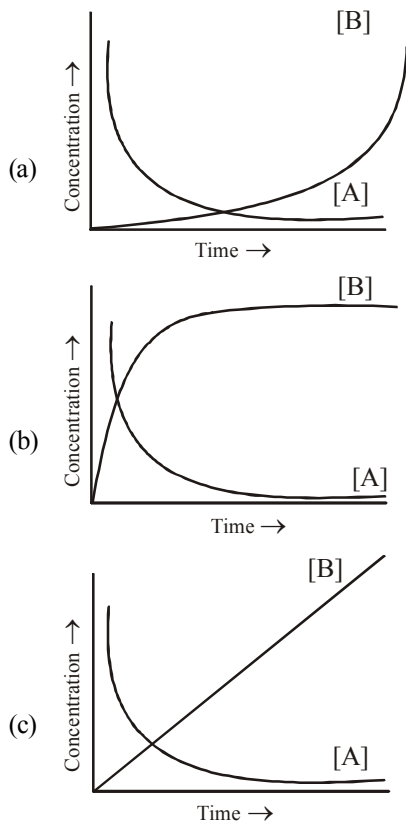 [B]
(a)
Concentration →
[A]
Time →
[B]
(b)
Concentration →
[A]
Time →
[B]
(c)
Concentration →
[A]
Time →